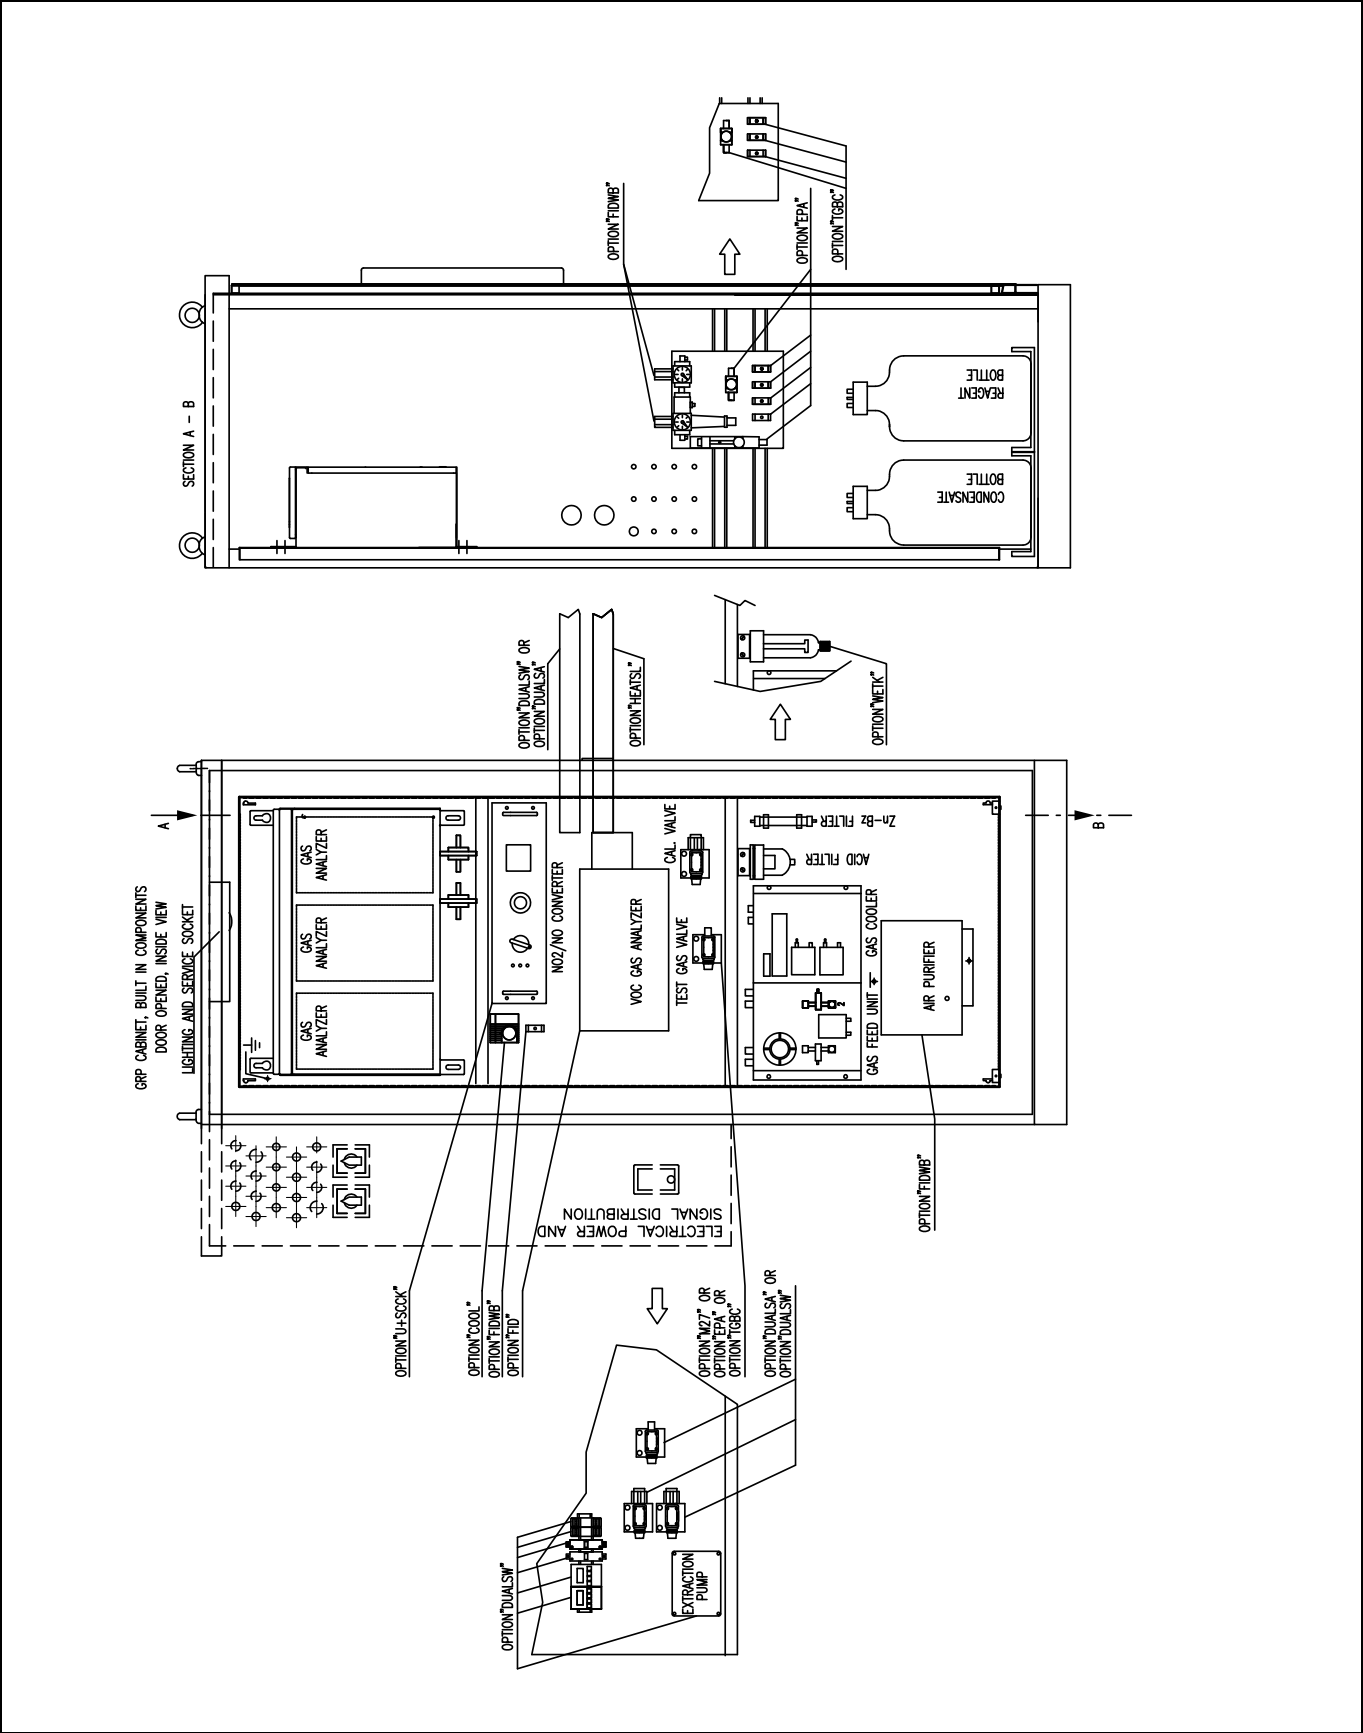 GRP CABINET, BUILT IN COMPONENTS
DOOR OPENED, INSIDE VIEW
LIGHTING AND SERVICE SOCKET
A
GAS
ANALYZER
GAS
ANALYZER
GAS
ANALYZER
NO2/NO CONVERTER
VOC GAS ANALYZER
TEST GAS VALVE
CAL. VALVE
Zn-Bz FILTER
ACID FILTER
GAS FEED UNIT
GAS COOLER
2
AIR PURIFIER
B
ELECTRICAL POWER AND
SIGNAL DISTRIBUTION
OPTION"U+SCCK"
OPTION"COOL"
OPTION"FIDWB"
OPTION"FID"
OPTION"M27" OR
OPTION"EPA" OR
OPTION"TGBC"
OPTION"DUALSA" OR
OPTION"DUALSW"
OPTION"FIDWB"
OPTION"DUALSW"
EXTRACTION
PUMP
OPTION"DUALSW" OR
OPTION"DUALSA"
OPTION"HEATSL"
OPTION"WETK"
SECTION A - B
OPTION"FIDWB"
OPTION"EPA"
OPTION"TGBC"
CONDENSATE
BOTTLE
REAGENT
BOTTLE